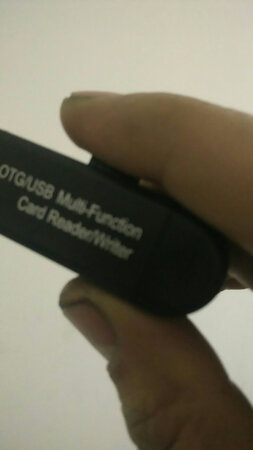 OTG/USB Multi-Function
Card Reader/Writer